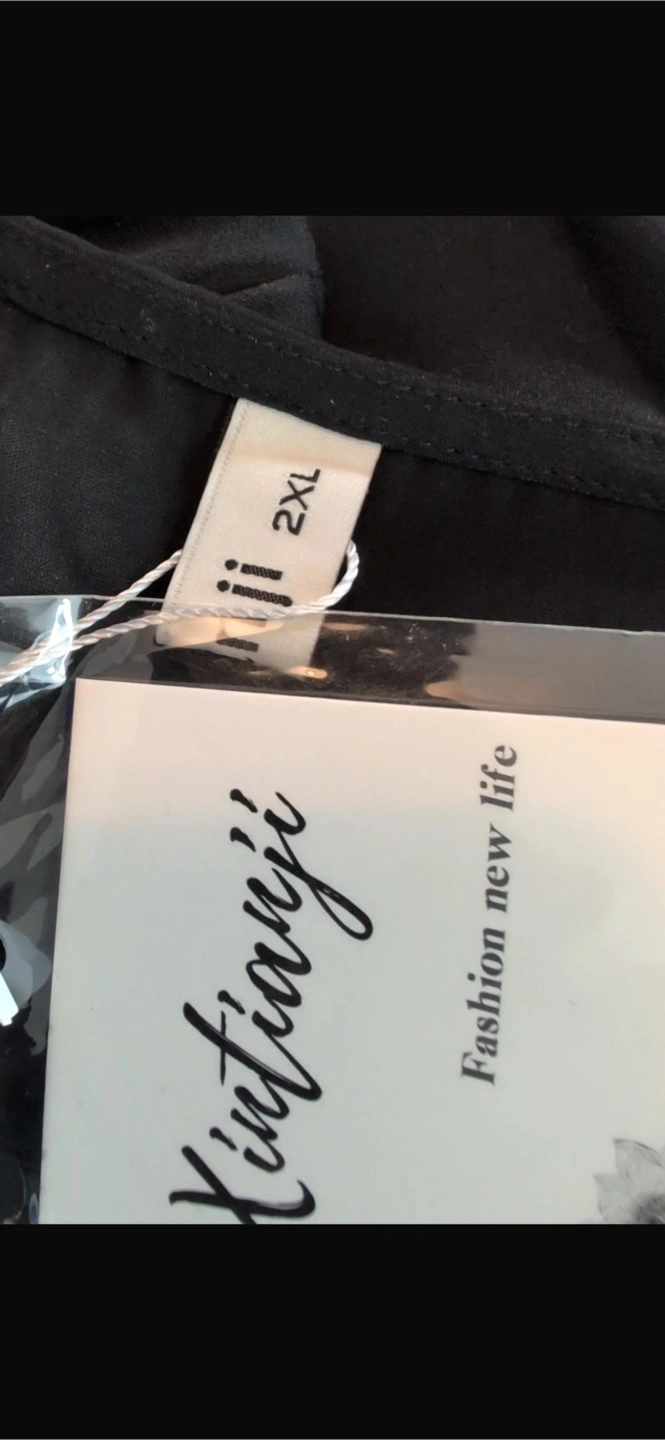 2XL
Xintianji
Fashion new life